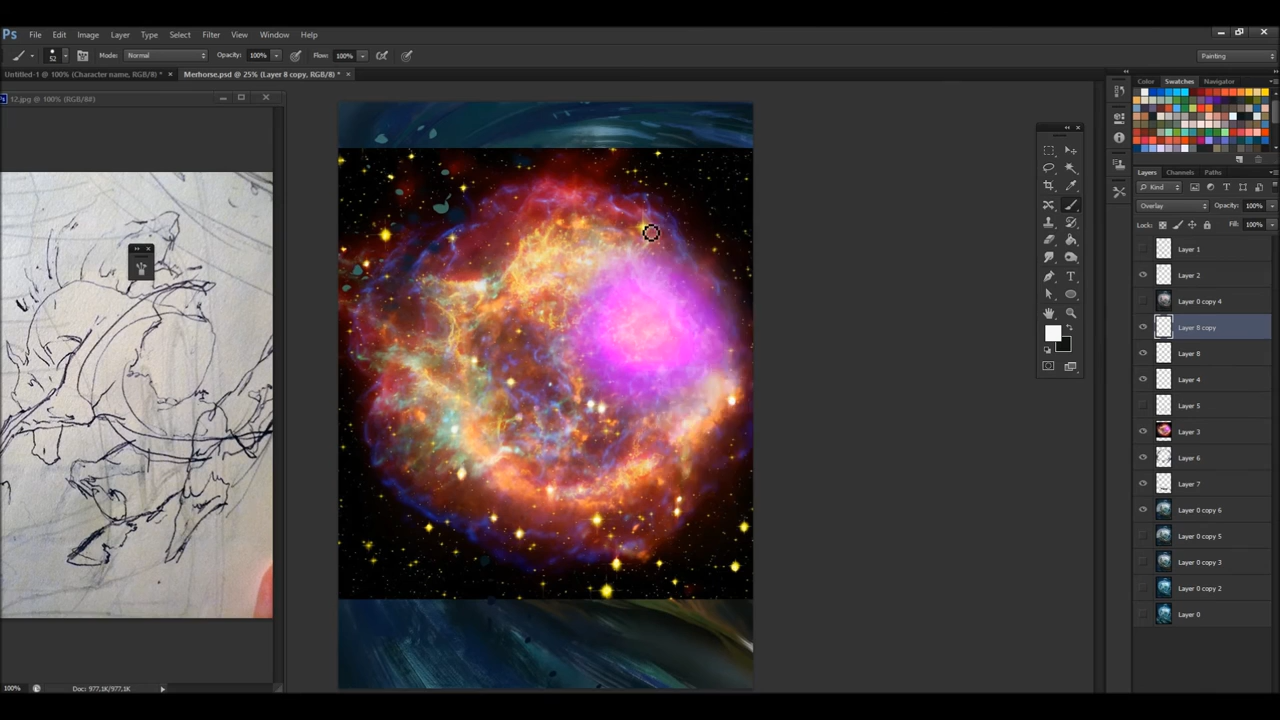 Ps File Edit Image Layer Type Select Filter View Window Help
52 Mode: Normal Opacity: 100% Flow: 100% Painting
Untitled-1 @ 100% (Character name, RGB/8) * × Merhorse.psd @ 25% (Layer 8 copy, RGB/8) * ×
12.jpg @ 100% (RGB/8#)
Color Swatches Navigator
Layers Channels Paths
Kind
Overlay Opacity: 100%
Lock: Fill: 100%
Layer 1
Layer 2
Layer 0 copy 4
Layer 8 copy
Layer 8
Layer 4
Layer 5
Layer 3
Layer 6
Layer 7
Layer 0 copy 6
Layer 0 copy 5
Layer 0 copy 3
Layer 0 copy 2
Layer 0
100% Doc: 977,1K/977,1K